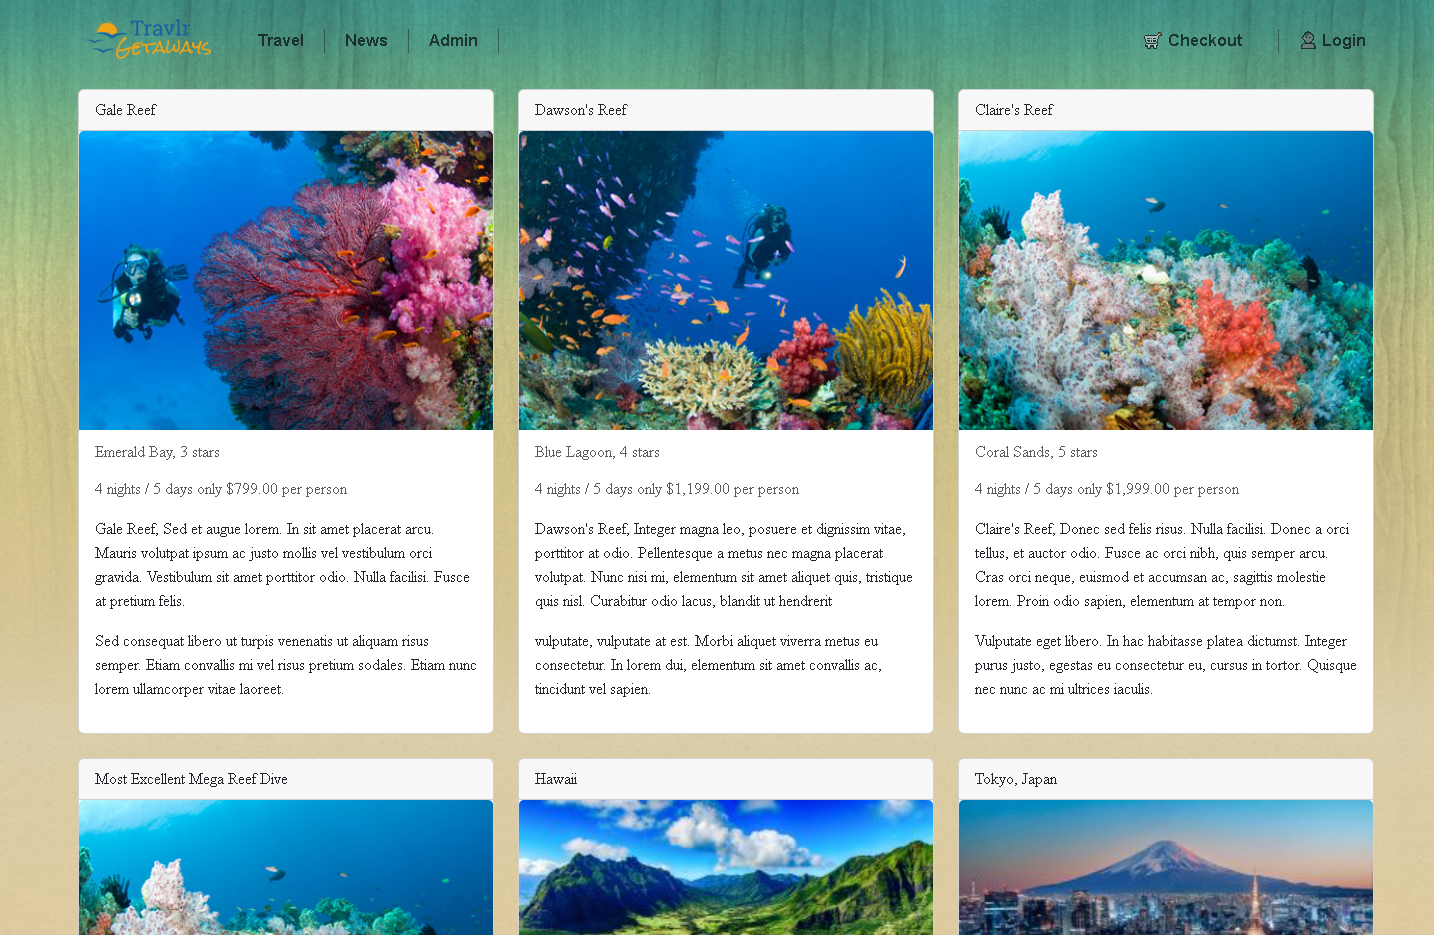 Travlr
Getaways
Travel
News
Admin
Checkout
Login
Gale Reef
Emerald Bay, 3 stars
4 nights / 5 days only $799.00 per person
Gale Reef, Sed et augue lorem. In sit amet placerat arcu.
Mauris volutpat ipsum ac justo mollis vel vestibulum orci
gravida. Vestibulum sit amet porttitor odio. Nulla facilisi. Fusce
at pretium felis.
Sed consequat libero ut turpis venenatis ut aliquam risus
semper. Etiam convallis mi vel risus pretium sodales. Etiam nunc
lorem ullamcorper vitae laoreet.
Dawson's Reef
Blue Lagoon, 4 stars
4 nights / 5 days only $1,199.00 per person
Dawson's Reef, Integer magna leo, posuere et dignissim vitae,
porttitor at odio. Pellentesque a metus nec magna placerat
volutpat. Nunc nisi mi, elementum sit amet aliquet quis, tristique
quis nisl. Curabitur odio lacus, blandit ut hendrerit
vulputate, vulputate at est. Morbi aliquet viverra metus eu
consectetur. In lorem dui, elementum sit amet convallis ac,
tincidunt vel sapien.
Claire's Reef
Coral Sands, 5 stars
4 nights / 5 days only $1,999.00 per person
Claire's Reef, Donec sed felis risus. Nulla facilisi. Donec a orci
tellus, et auctor odio. Fusce ac orci nibh, quis semper arcu.
Cras orci neque, euismod et accumsan ac, sagittis molestie
lorem. Proin odio sapien, elementum at tempor non.
Vulputate eget libero. In hac habitasse platea dictumst. Integer
purus justo, egestas eu consectetur eu, cursus in tortor. Quisque
nec nunc ac mi ultrices iaculis.
Most Excellent Mega Reef Dive
Hawaii
Tokyo, Japan